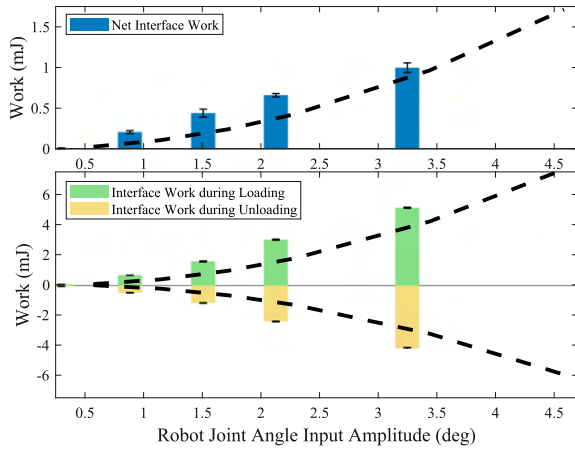 Net Interface Work
Work (mJ)
1.5
1
0.5
0
0.5 1 1.5 2 2.5 3 3.5 4 4.5
Interface Work during Loading
Interface Work during Unloading
Work (mJ)
6
4
2
0
-2
-4
-6
0.5 1 1.5 2 2.5 3 3.5 4 4.5
Robot Joint Angle Input Amplitude (deg)